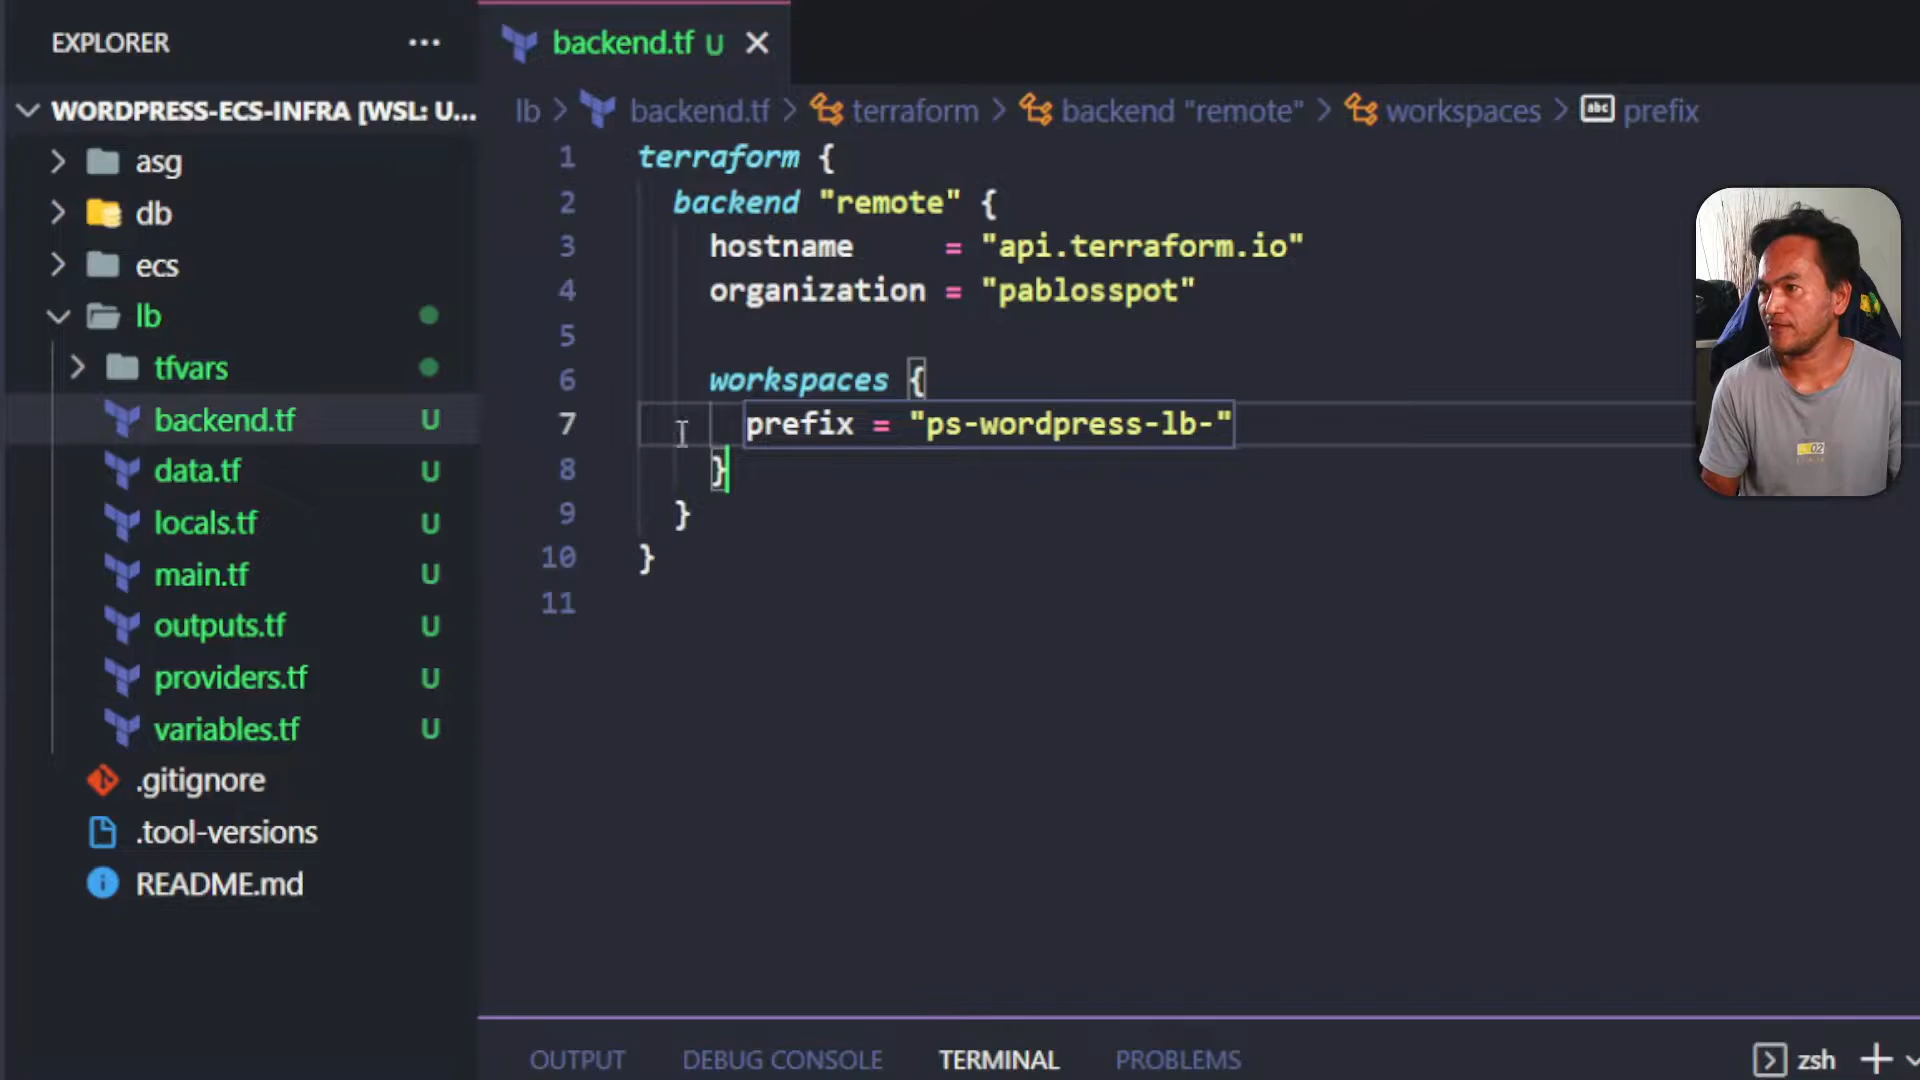 EXPLORER
WORDPRESS-ECS-INFRA [WSL: U...
asg
db
ecs
lb
tfvars
backend.tf U
data.tf U
locals.tf U
main.tf U
outputs.tf U
providers.tf U
variables.tf U
.gitignore
.tool-versions
README.md
backend.tf U
lb > backend.tf > terraform > backend "remote" > workspaces > abc prefix
1 terraform {
2 backend "remote" {
3 hostname = "api.terraform.io"
4 organization = "pablosspot"
5
6 workspaces {
7 prefix = "ps-wordpress-lb-"
8 }
9 }
10 }
11
02
OUTPUT DEBUG CONSOLE TERMINAL PROBLEMS
zsh